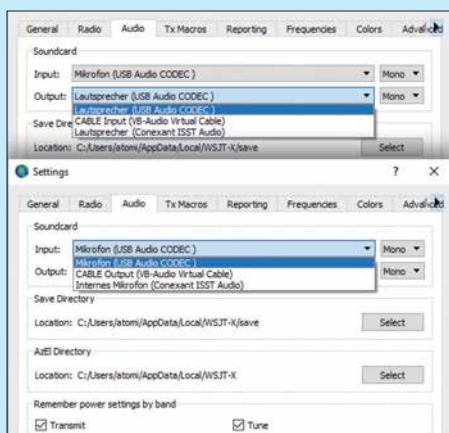 General Radio Audio Tx Macros Reporting Frequencies Colors Advanced
Soundcard
Input: Mikrofon (USB Audio CODEC ) Mono
Output: Lautsprecher (USB Audio CODEC ) Mono
Lautsprecher (USB Audio CODEC )
CABLE Input (VB-Audio Virtual Cable)
Save Dire
Lautsprecher (Conexant ISST Audio)
Location: C:/Users/atomi/AppData/Local/WSJT-X/save Select
Settings ? ×
General Radio Audio Tx Macros Reporting Frequencies Colors Advanced
Soundcard
Input: Mikrofon (USB Audio CODEC ) Mono
Mikrofon (USB Audio CODEC )
Output: CABLE Output (VB-Audio Virtual Cable) Mono
Internes Mikrofon (Conexant ISST Audio)
Save Directory
Location: C:/Users/atomi/AppData/Local/WSJT-X/save Select
AzEl Directory
Location: C:/Users/atomi/AppData/Local/WSJT-X Select
Remember power settings by band
Transmit Tune